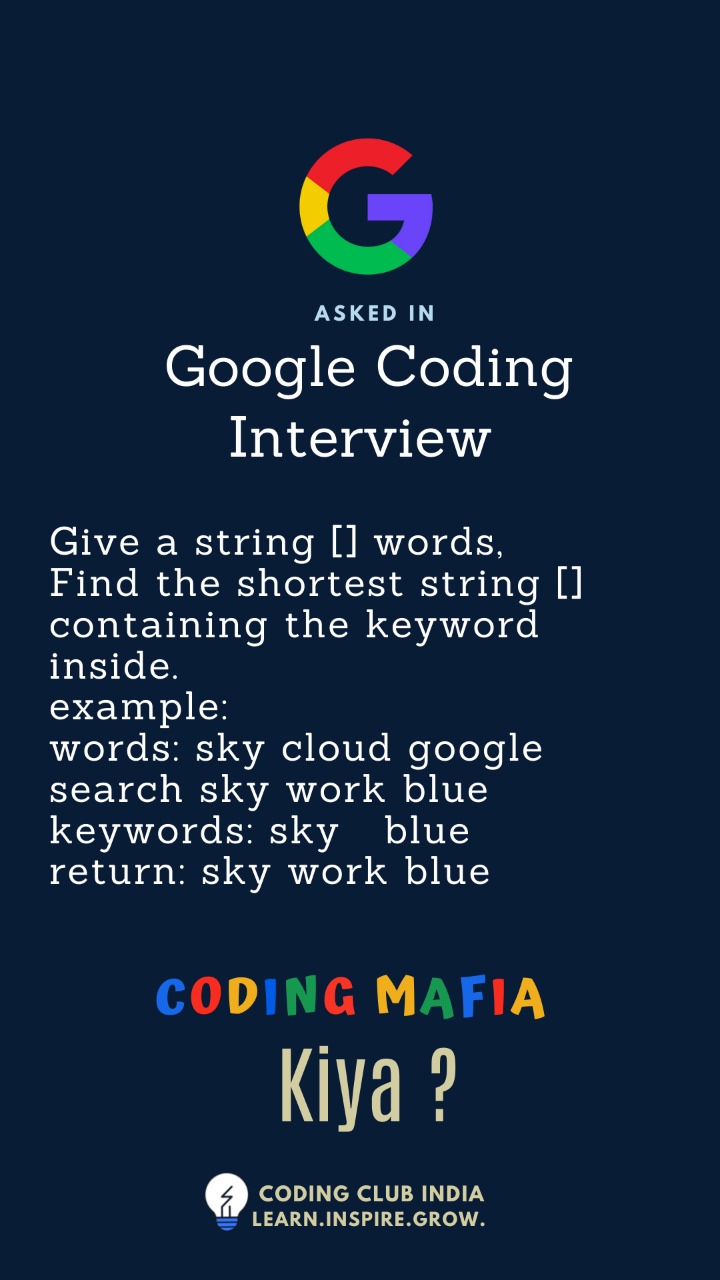 ASKED IN
Google Coding
Interview
Give a string [] words,
Find the shortest string []
containing the keyword
inside.
example:
words: sky cloud google
search sky work blue
keywords: sky blue
return: sky work blue
CODING MAFIA
Kiya ?
CODING CLUB INDIA
LEARN.INSPIRE.GROW.